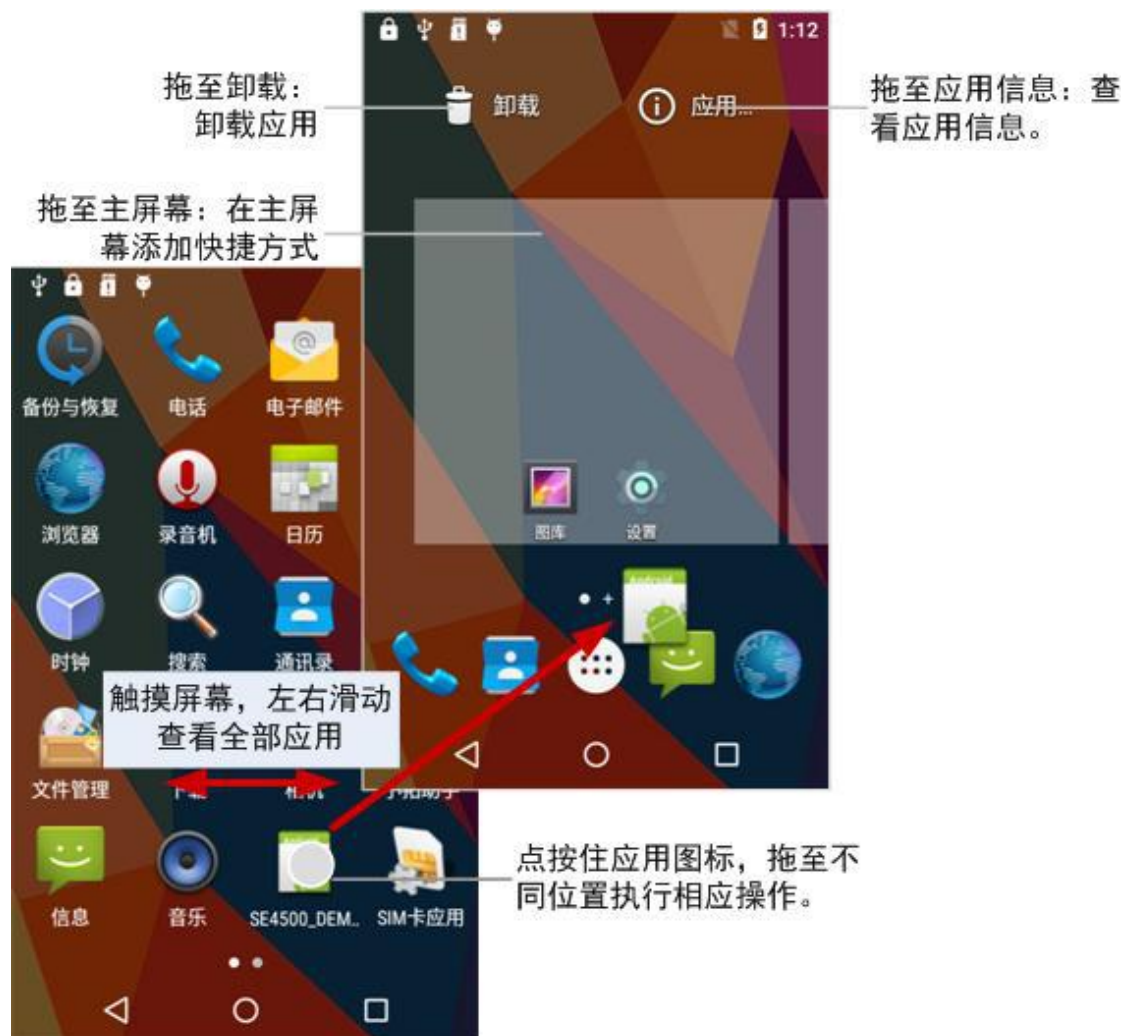 1:12
拖至卸载：
卸载应用
卸载
应用...
拖至应用信息：查
看应用信息。
拖至主屏幕：在主屏
幕添加快捷方式
备份与恢复
电话
电子邮件
浏览器
录音机
日历
图库
设置
时钟
搜索
通讯录
Android
触摸屏幕，左右滑动
查看全部应用
文件管理
下载
相机
点按住应用图标，拖至不
同位置执行相应操作。
信息
音乐
SE4500_DEM..
SIM卡应用